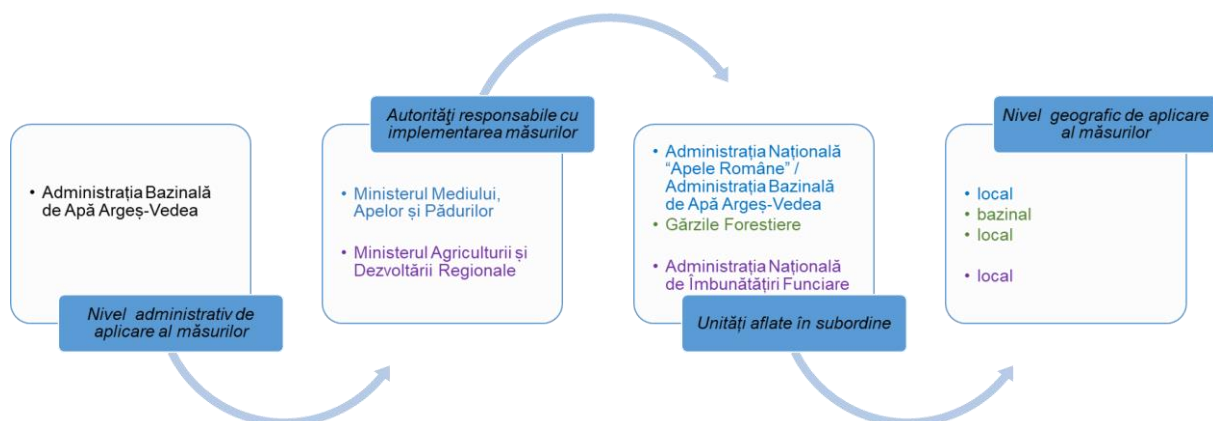 • Administrația Bazinală
de Apă Argeș-Vedea
Nivel administrativ de
aplicare al măsurilor
Autorităţi responsabile cu
implementarea măsurilor
• Ministerul Mediului,
Apelor și Pădurilor
• Ministerul Agriculturii și
Dezvoltării Regionale
• Administrația Națională
“Apele Române” /
Administrația Bazinală
de Apă Argeș-Vedea
• Gărzile Forestiere
• Administrația Națională
de Îmbunătățiri Funciare
Unități aflate în subordine
Nivel geografic de aplicare
al măsurilor
• local
• bazinal
• local
• local